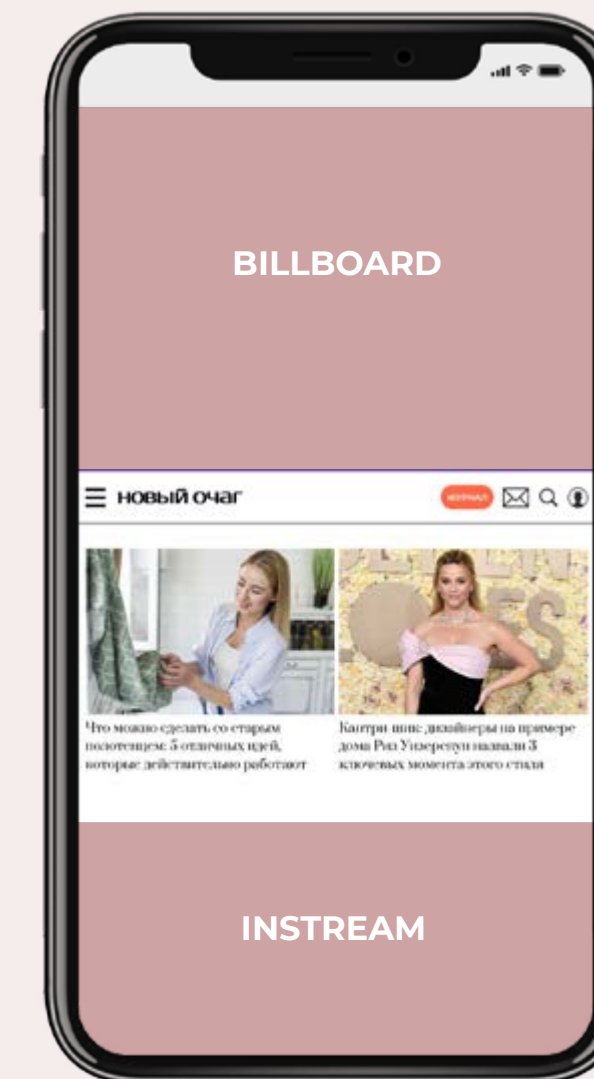 BILLBOARD
новый очаг
ЖУРНАЛ
Что можно сделать со старым
полотенцем: 5 отличных идей,
которые действительно работают
Кантри-шик: дизайнеры на примере
дома Риз Уизерспун назвали 3
ключевых момента этого стиля
INSTREAM